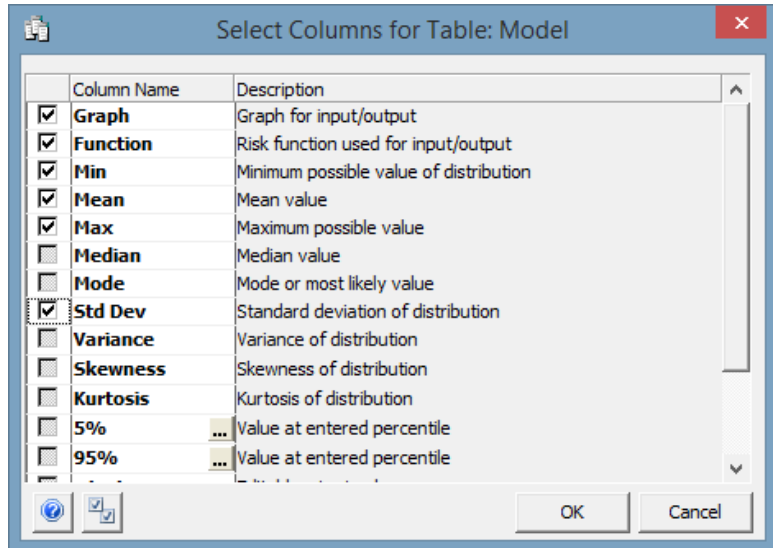 Select Columns for Table: Model
Column Name Description
Graph Graph for input/output
Function Risk function used for input/output
Min Minimum possible value of distribution
Mean Mean value
Max Maximum possible value
Median Median value
Mode Mode or most likely value
Std Dev Standard deviation of distribution
Variance Variance of distribution
Skewness Skewness of distribution
Kurtosis Kurtosis of distribution
5% ... Value at entered percentile
95% ... Value at entered percentile
OK Cancel